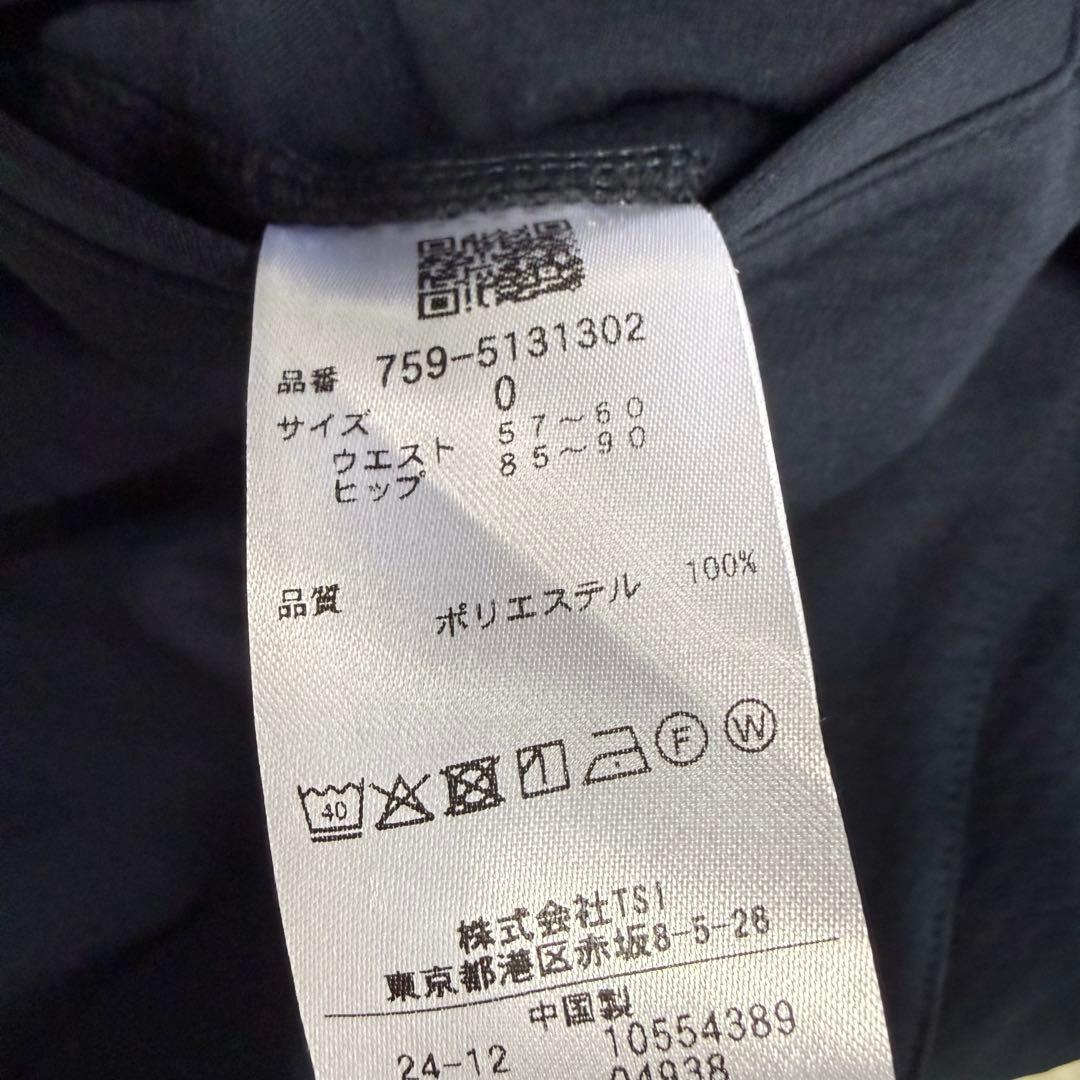 品番 759-5131302
サイズ 0
ウエスト 57~60
ヒップ 85~90
品質 ポリエステル 100%
40 F W
株式会社TSI
東京都港区赤坂8-5-28
中国製
24-12 10554389
04938